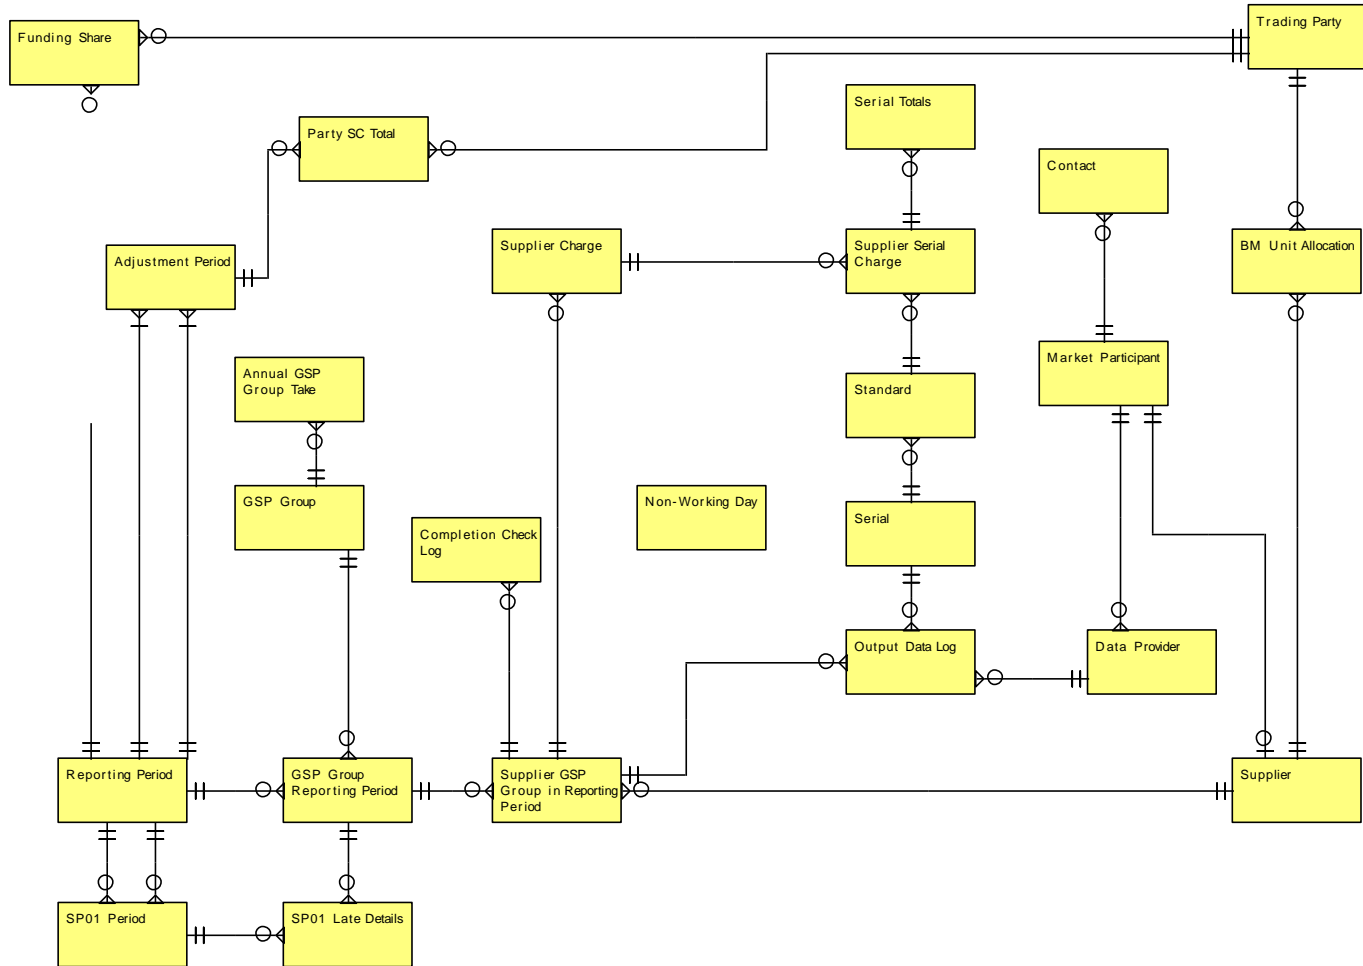 Funding Share
Trading Party
Serial Totals
Party SC Total
Contact
Adjustment Period
Supplier Charge
Supplier Serial
Charge
BM Unit Allocation
Market Participant
Annual GSP
Group Take
Standard
GSP Group
Non-Working Day
Serial
Completion Check
Log
Output Data Log
Data Provider
Reporting Period
GSP Group
Reporting Period
Supplier GSP
Group in Reporting
Period
Supplier
SP01 Period
SP01 Late Details